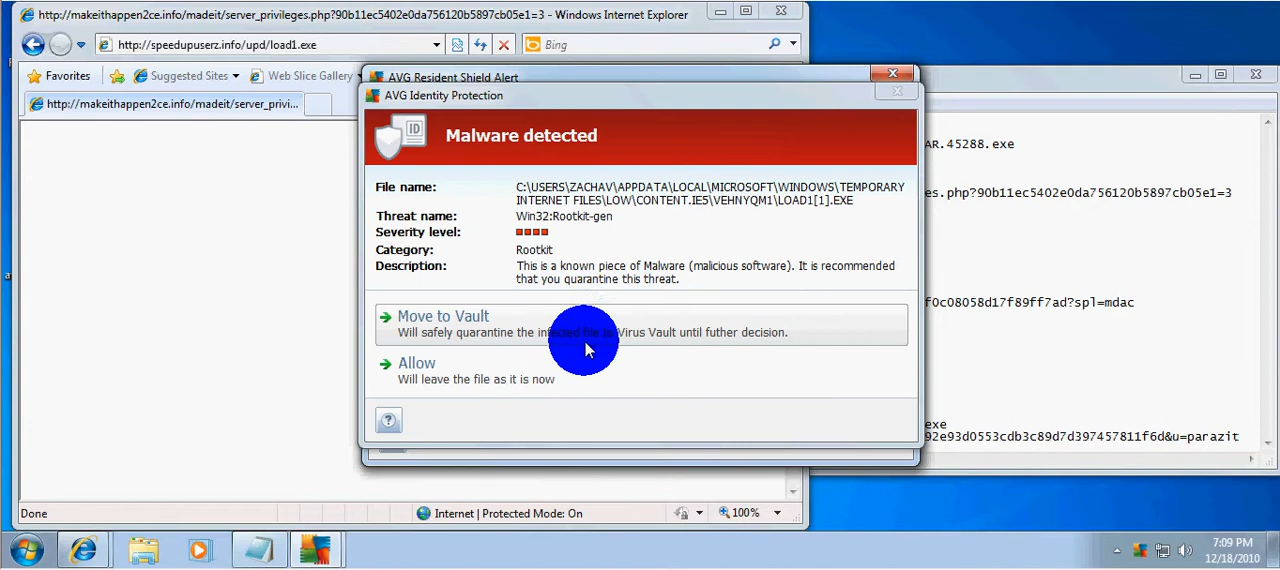 http://makeithappen2ce.info/madeit/server_privileges.php?90b11ec5402e0da756120b5897cb05e1=3 - Windows Internet Explorer
http://speedupuserz.info/upd/load1.exe
Bing
Favorites
Suggested Sites
Web Slice Gallery
http://makeithappen2ce.info/madeit/server_privi...
AVG Resident Shield Alert
AVG Identity Protection
Malware detected
File name: C:\USERS\ZACHAV\APPDATA\LOCAL\MICROSOFT\WINDOWS\TEMPORARY
INTERNET FILES\LOW\CONTENT.IE5\VEHNYQM1\LOAD1[1].EXE
Threat name: Win32:Rootkit-gen
Severity level:
Category: Rootkit
Description: This is a known piece of Malware (malicious software). It is recommended
that you quarantine this threat.
Move to Vault
Will safely quarantine the infected file to Virus Vault until futher decision.
Allow
Will leave the file as it is now
?
AR.45288.exe
es.php?90b11ec5402e0da756120b5897cb05e1=3
f0c08058d17f89ff7ad?spl=mdac
exe
92e93d0553cdb3c89d7d397457811f6d&u=parazit
Done
Internet | Protected Mode: On
100%
7:09 PM
12/18/2010